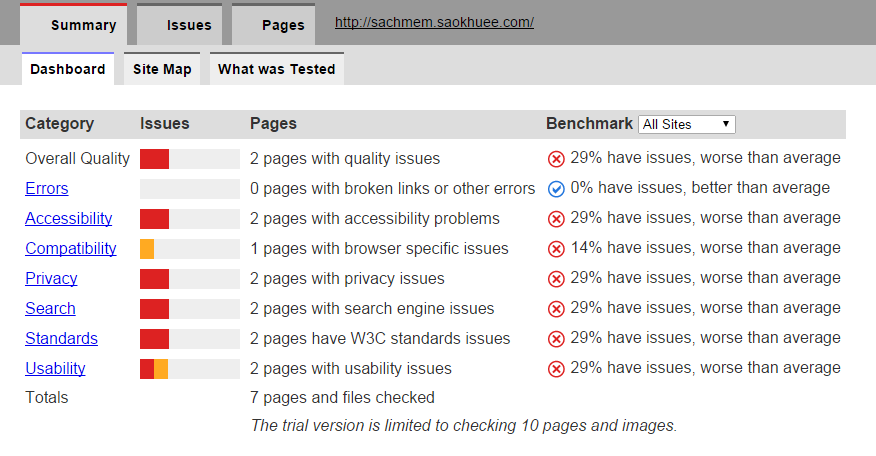 Summary Issues Pages http://sachmem.saokhuee.com/
Dashboard Site Map What was Tested
Category Issues Pages Benchmark All Sites
Overall Quality 2 pages with quality issues 29% have issues, worse than average
Errors 0 pages with broken links or other errors 0% have issues, better than average
Accessibility 2 pages with accessibility problems 29% have issues, worse than average
Compatibility 1 pages with browser specific issues 14% have issues, worse than average
Privacy 2 pages with privacy issues 29% have issues, worse than average
Search 2 pages with search engine issues 29% have issues, worse than average
Standards 2 pages have W3C standards issues 29% have issues, worse than average
Usability 2 pages with usability issues 29% have issues, worse than average
Totals 7 pages and files checked
The trial version is limited to checking 10 pages and images.